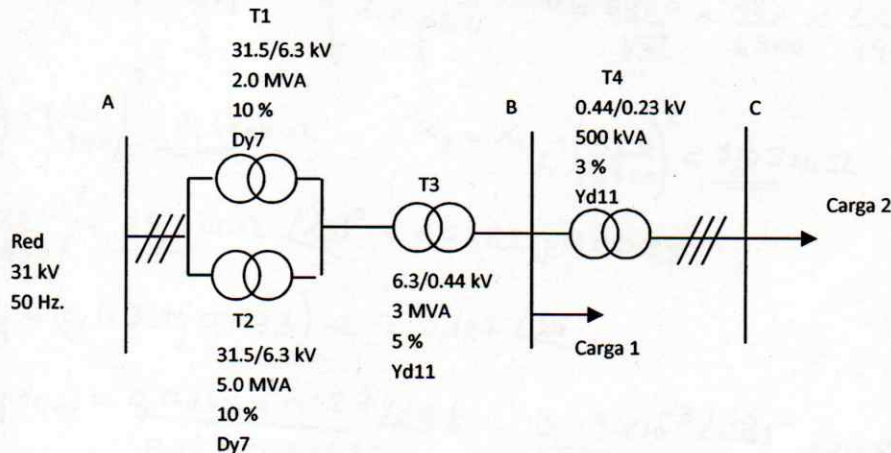 T1
31.5/6.3 kV
2.0 MVA
10 %
Dy7
A
Red
31 kV
50 Hz.
T2
31.5/6.3 kV
5.0 MVA
10 %
Dy7
T3
6.3/0.44 kV
3 MVA
5 %
Yd11
B
T4
0.44/0.23 kV
500 kVA
3 %
Yd11
C
Carga 1
Carga 2